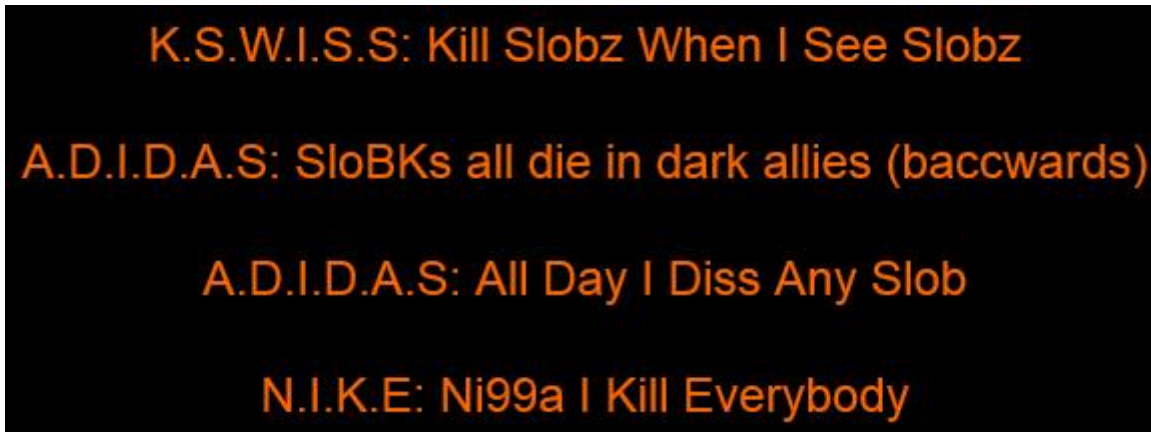 K.S.W.I.S.S: Kill Slobz When I See Slobz
A.D.I.D.A.S: SloBKs all die in dark allies (baccwards)
A.D.I.D.A.S: All Day I Diss Any Slob
N.I.K.E: Ni99a I Kill Everybody